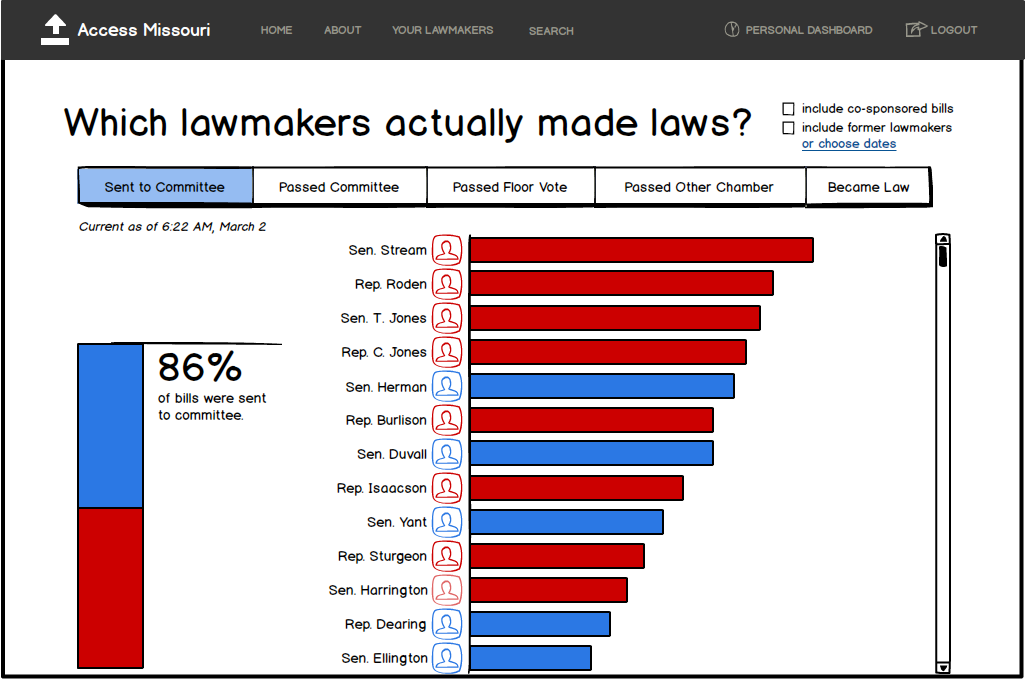 Access Missouri
HOME
ABOUT
YOUR LAWMAKERS
SEARCH
PERSONAL DASHBOARD
LOGOUT
Which lawmakers actually made laws?
include co-sponsored bills
include former lawmakers
or choose dates
Sent to Committee
Passed Committee
Passed Floor Vote
Passed Other Chamber
Became Law
Current as of 6:22 AM, March 2
86%
of bills were sent
to committee.
Sen. Stream
Rep. Roden
Sen. T. Jones
Rep. C. Jones
Sen. Herman
Rep. Burlison
Sen. Duvall
Rep. Isaacson
Sen. Yant
Rep. Sturgeon
Sen. Harrington
Rep. Dearing
Sen. Ellington